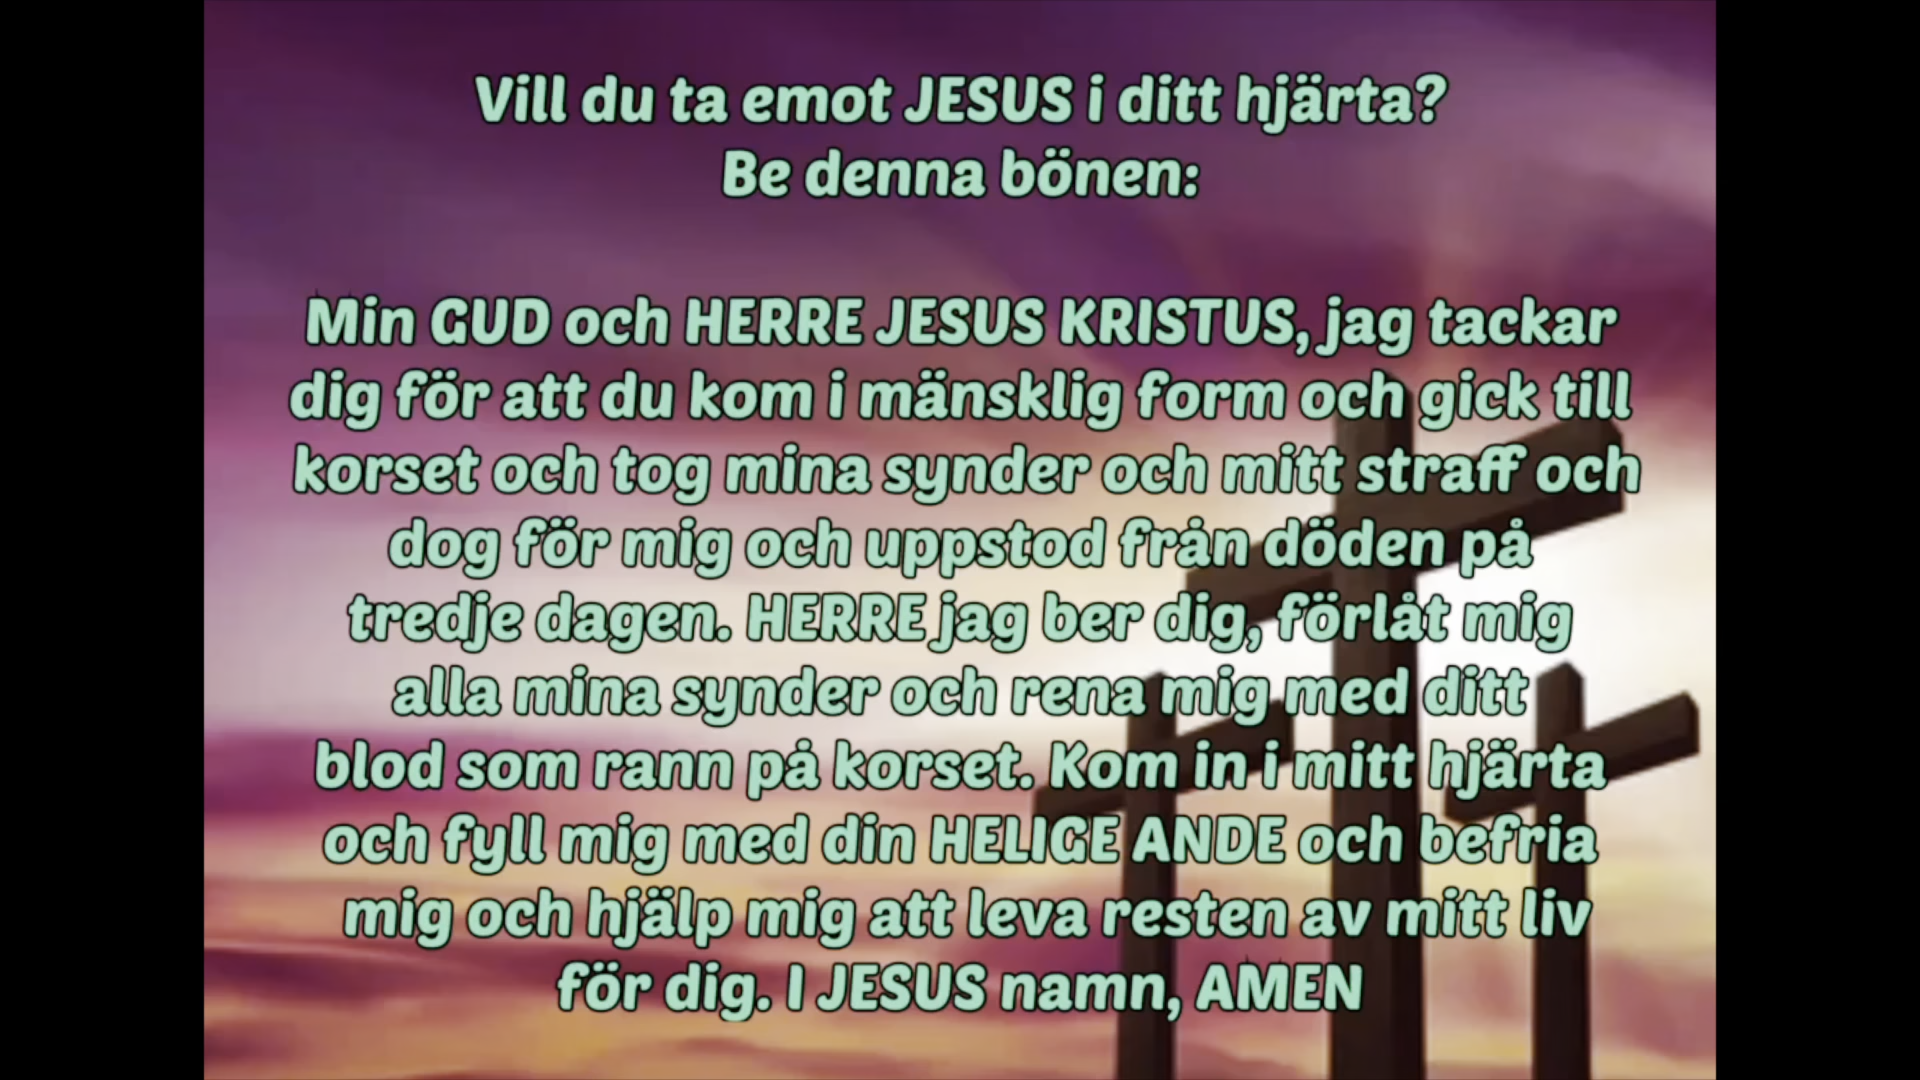 Vill du ta emot JESUS i ditt hjärta?
Be denna bönen:
Min GUD och HERRE JESUS KRISTUS, jag tackar
dig för att du kom i mänsklig form och gick till
korset och tog mina synder och mitt straff och
dog för mig och uppstod från döden på
tredje dagen. HERRE jag ber dig, förlåt mig
alla mina synder och rena mig med ditt
blod som rann på korset. Kom in i mitt hjärta
och fyll mig med din HELIGE ANDE och befria
mig och hjälp mig att leva resten av mitt liv
för dig. I JESUS namn, AMEN